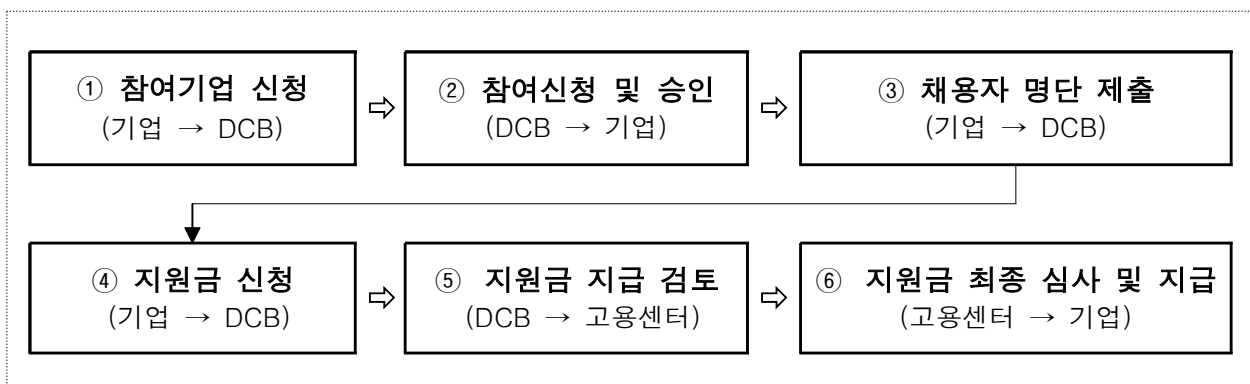 ① 참여기업 신청
(기업 → DCB)
⇨
② 참여신청 및 승인
(DCB → 기업)
⇨
③ 채용자 명단 제출
(기업 → DCB)
④ 지원금 신청
(기업 → DCB)
⇨
⑤ 지원금 지급 검토
(DCB → 고용센터)
⇨
⑥ 지원금 최종 심사 및 지급
(고용센터 → 기업)